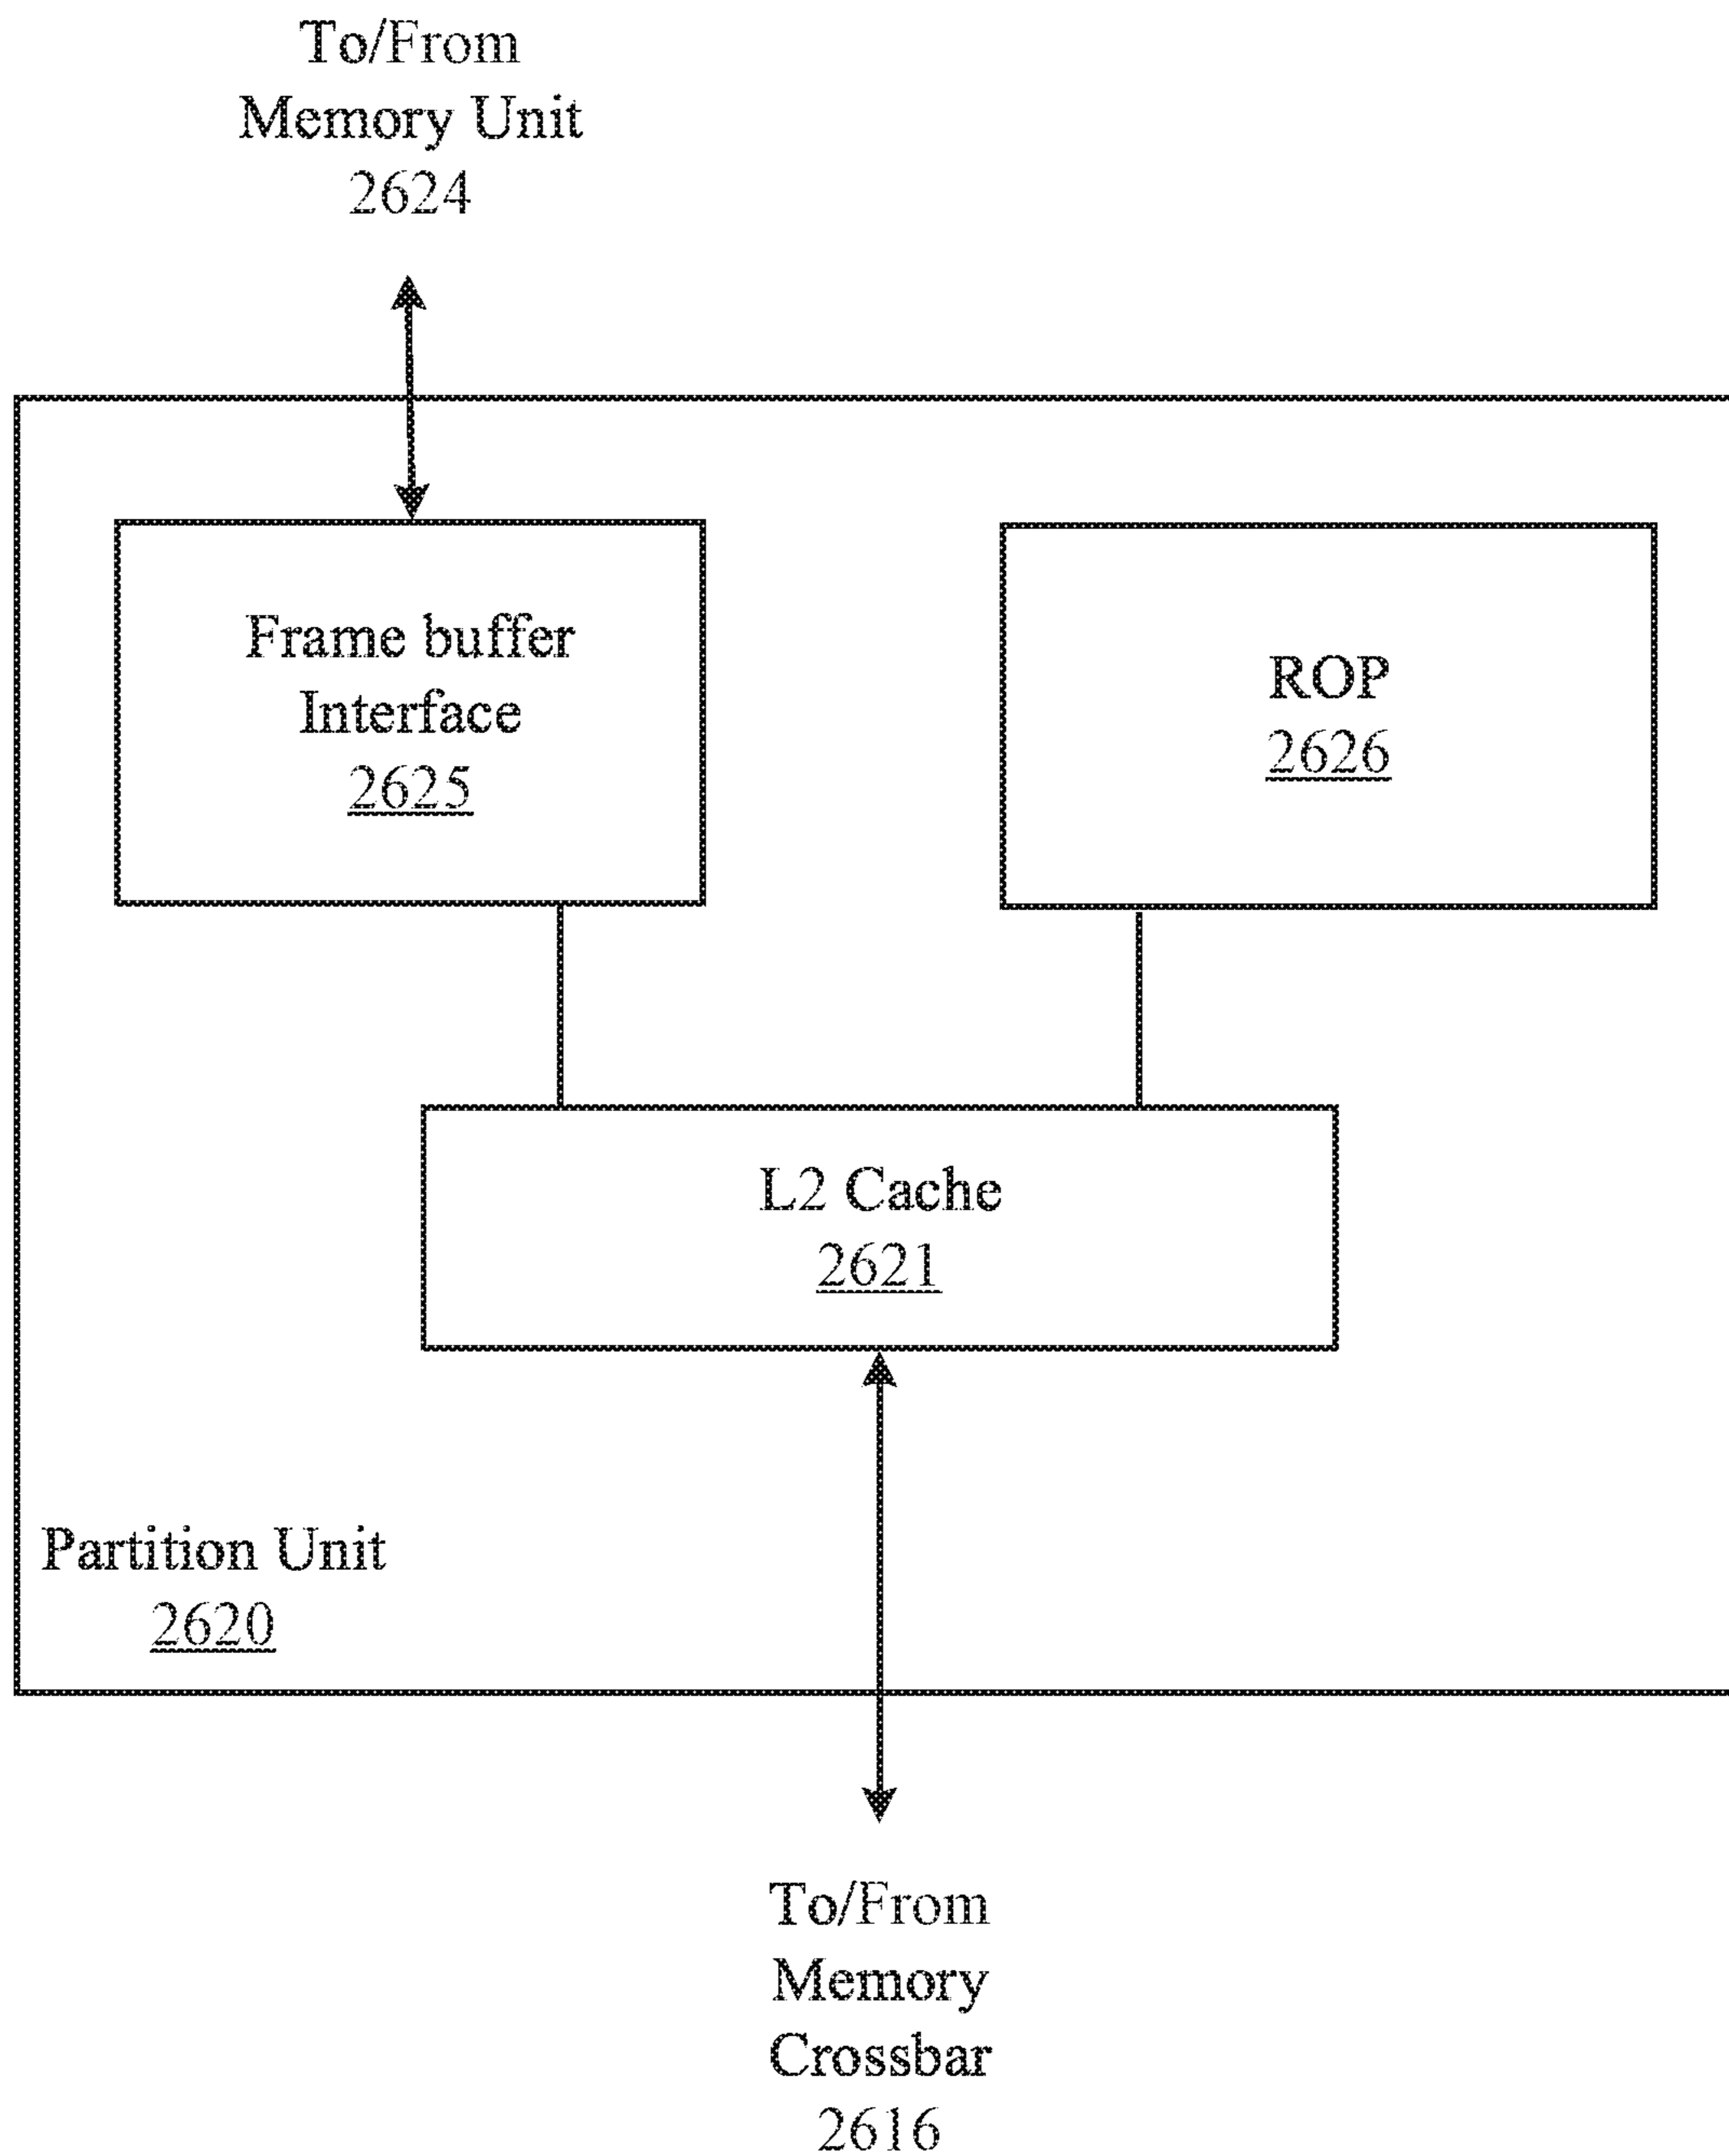 To/From
Memory Unit
2624
Frame buffer
Interface
2625
ROP
2626
L2 Cache
2621
Partition Unit
2620
To/From
Memory
Crossbar
2616